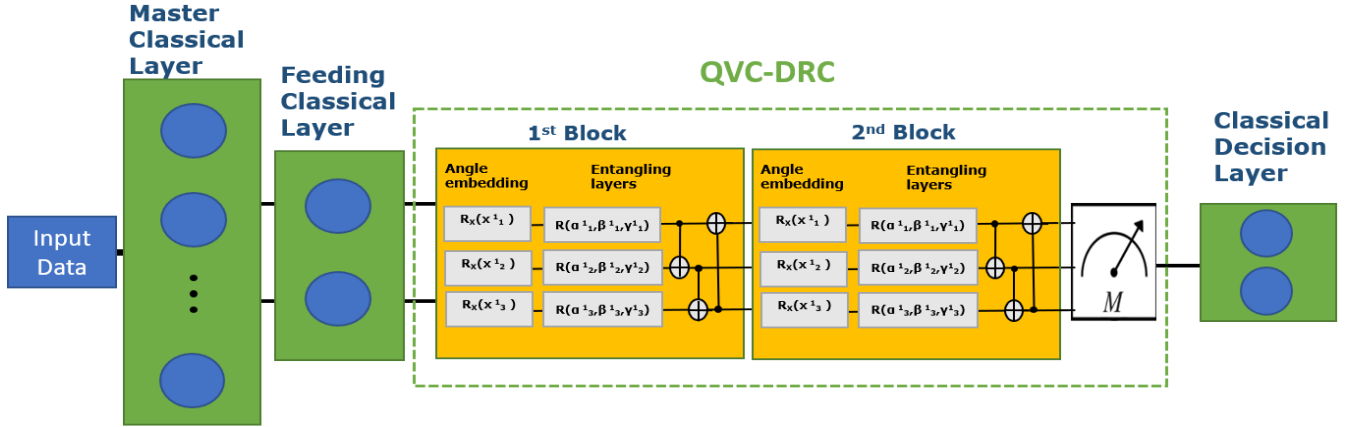 Master
Classical
Layer
Feeding
Classical
Layer
QVC-DRC
1st Block
2nd Block
Classical
Decision
Layer
Input
Data
Angle
embedding
Entangling
layers
Rx(x¹₁)
R(α¹₁,β¹₁,γ¹₁)
Rx(x¹₂)
R(α¹₂,β¹₂,γ¹₂)
Rx(x¹₃)
R(α¹₃,β¹₃,γ¹₃)
Angle
embedding
Entangling
layers
Rx(x¹₁)
R(α¹₁,β¹₁,γ¹₁)
Rx(x¹₂)
R(α¹₂,β¹₂,γ¹₂)
Rx(x¹₃)
R(α¹₃,β¹₃,γ¹₃)
M